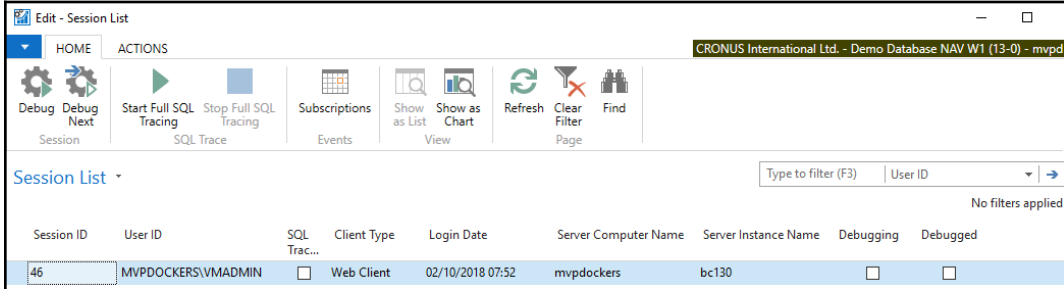 Edit - Session List
HOME ACTIONS
CRONUS International Ltd. - Demo Database NAV W1 (13-0) - mvpd
Debug Debug Next Start Full SQL Tracing Stop Full SQL Tracing Subscriptions Show as List Show as Chart Refresh Clear Filter Find
Session SQL Trace Events View Page
Session List
Type to filter (F3) User ID
No filters applied
Session ID User ID SQL Trac... Client Type Login Date Server Computer Name Server Instance Name Debugging Debugged
46 MVPDOCKERS\VMADMIN Web Client 02/10/2018 07:52 mvpdockers bc130